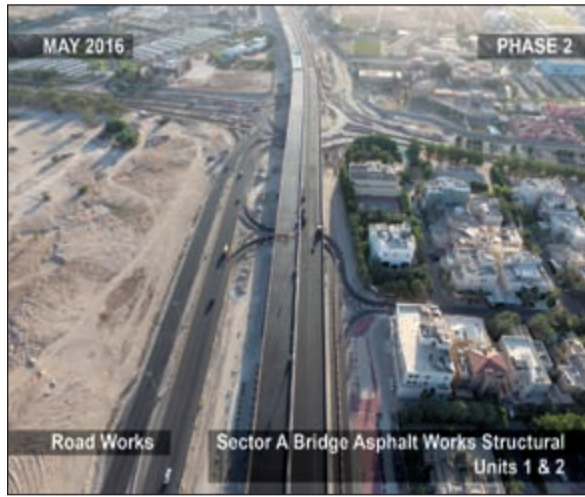 MAY 2016
PHASE 2
Road Works
Sector A Bridge Asphalt Works Structural
Units 1 & 2